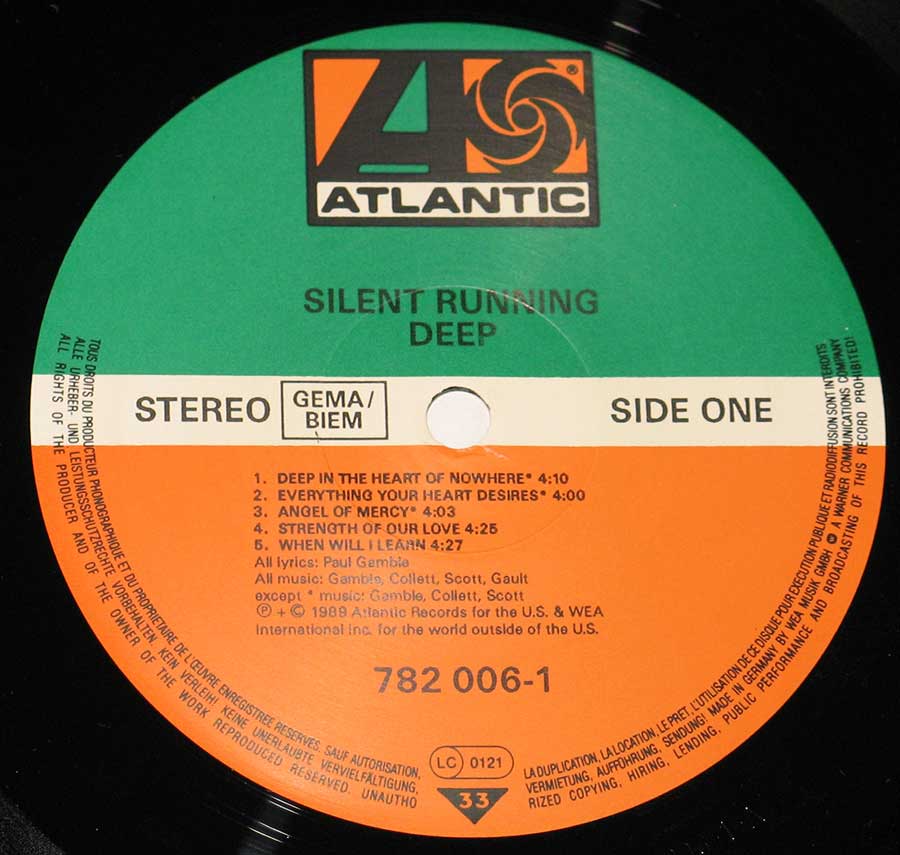 ATLANTIC
®
SILENT RUNNING
DEEP
STEREO
GEMA/
BIEM
SIDE ONE
1. DEEP IN THE HEART OF NOWHERE* 4:10
2. EVERYTHING YOUR HEART DESIRES* 4:00
3. ANGEL OF MERCY* 4:03
4. STRENGTH OF OUR LOVE 4:25
5. WHEN WILL I LEARN 4:27
All lyrics: Paul Gamble
All music: Gamble, Collett, Scott, Gault
except * music: Gamble, Collett, Scott
℗ + © 1989 Atlantic Records for the U.S. & WEA
International Inc. for the world outside of the U.S.
782 006-1
LC 0121
33
TOUS DROITS DU PRODUCTEUR PHONOGRAPHIQUE ET DU PROPRIETAIRE DE L'ŒUVRE ENREGISTREE RESERVES. SAUF AUTORISATION,
LA DUPLICATION, LA LOCATION, LE PRET, L'UTILISATION DE CE DISQUE POUR EXECUTION PUBLIQUE ET RADIODIFFUSION SONT INTERDITS
ALLE URHEBER- UND LEISTUNGSSCHUTZRECHTE VORBEHALTEN. KEIN VERLEIH! KEINE UNERLAUBTE VERVIELFÄLTIGUNG,
VERMIETUNG, AUFFÜHRUNG, SENDUNG! MADE IN GERMANY BY WEA MUSIK GMBH A WARNER COMMUNICATIONS COMPANY
ALL RIGHTS OF THE PRODUCER AND OF THE OWNER OF THE WORK REPRODUCED RESERVED. UNAUTHO
RIZED COPYING, HIRING, LENDING, PUBLIC PERFORMANCE AND BROADCASTING OF THIS RECORD PROHIBITED!